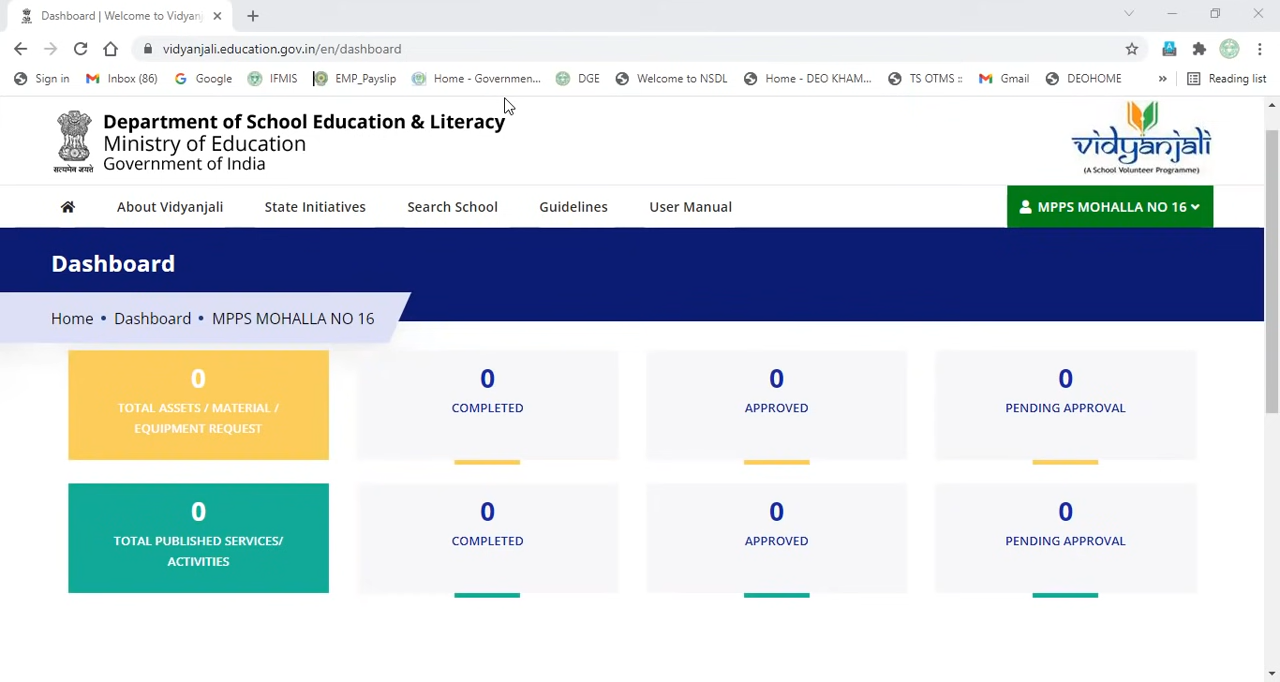 Dashboard | Welcome to Vidyanj
vidyanjali.education.gov.in/en/dashboard
Sign in
Inbox (86)
Google
IFMIS
EMP_Payslip
Home - Governmen...
DGE
Welcome to NSDL
Home - DEO KHAM...
TS OTMS ::
Gmail
DEOHOME
»
Reading list
Department of School Education & Literacy
Ministry of Education
Government of India
सत्यमेव जयते
vidyanjali
(A School Volunteer Programme)
About Vidyanjali
State Initiatives
Search School
Guidelines
User Manual
MPPS MOHALLA NO 16
Dashboard
Home • Dashboard • MPPS MOHALLA NO 16
0
TOTAL ASSETS / MATERIAL /
EQUIPMENT REQUEST
0
COMPLETED
0
APPROVED
0
PENDING APPROVAL
0
TOTAL PUBLISHED SERVICES/
ACTIVITIES
0
COMPLETED
0
APPROVED
0
PENDING APPROVAL